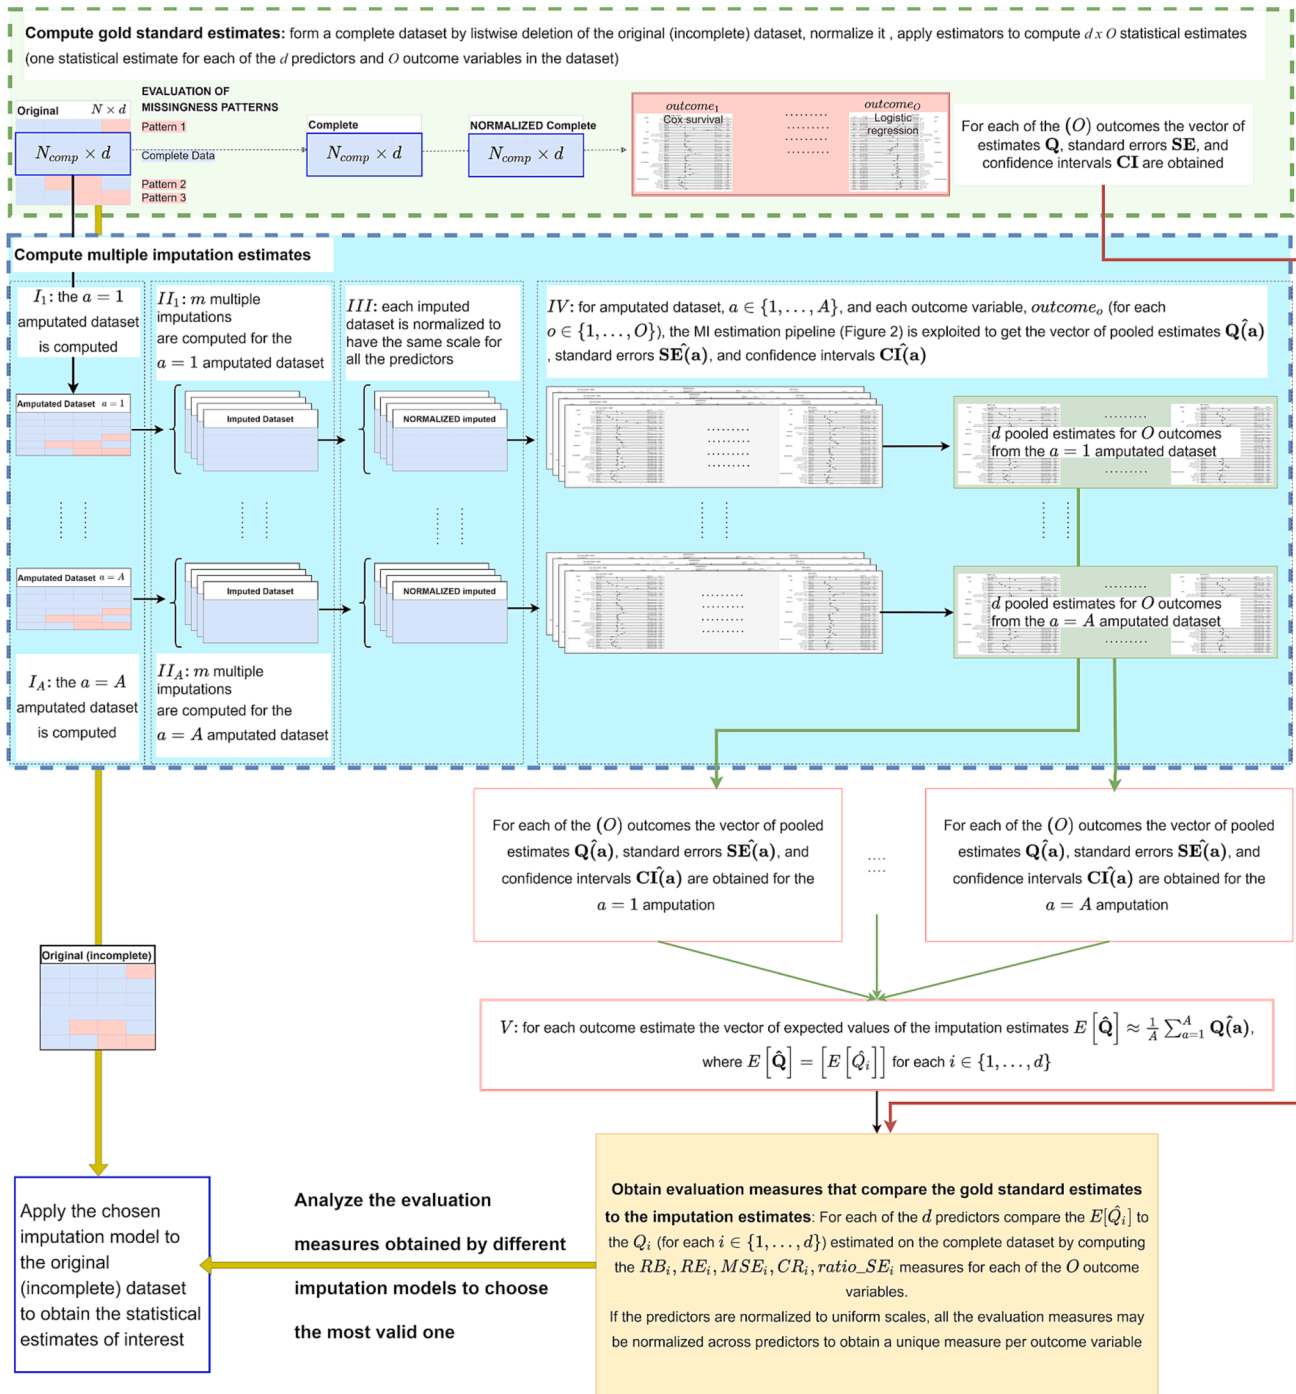 Compute gold standard estimates: form a complete dataset by listwise deletion of the original (incomplete) dataset, normalize it , apply estimators to compute d x O statistical estimates
(one statistical estimate for each of the d predictors and O outcome variables in the dataset)
Original N × d
EVALUATION OF
MISSINGNESS PATTERNS
Pattern 1
N_comp × d
Complete Data
Pattern 2
Pattern 3
Complete
N_comp × d
NORMALIZED Complete
N_comp × d
outcome_1
Cox survival
outcome_O
Logistic
regression
For each of the (O) outcomes the vector of
estimates Q, standard errors SE, and
confidence intervals CI are obtained
Compute multiple imputation estimates
I_1: the a = 1
amputated dataset
is computed
II_1: m multiple
imputations
are computed for the
a = 1 amputated dataset
III: each imputed
dataset is normalized to
have the same scale for
all the predictors
IV: for amputated dataset, a ∈ {1, . . . , A}, and each outcome variable, outcome_o (for each
o ∈ {1, . . . , O}), the MI estimation pipeline (Figure 2) is exploited to get the vector of pooled estimates Q̂(a)
, standard errors SÊ(a), and confidence intervals CÎ(a)
Amputated Dataset a = 1
Imputed Dataset
NORMALIZED imputed
d pooled estimates for O outcomes
from the a = 1 amputated dataset
Amputated Dataset a = A
Imputed Dataset
NORMALIZED imputed
d pooled estimates for O outcomes
from the a = A amputated dataset
I_A: the a = A
amputated dataset
is computed
II_A: m multiple
imputations
are computed for the
a = A amputated dataset
For each of the (O) outcomes the vector of pooled
estimates Q̂(a), standard errors SÊ(a), and
confidence intervals CÎ(a) are obtained for the
a = 1 amputation
For each of the (O) outcomes the vector of pooled
estimates Q̂(a), standard errors SÊ(a), and
confidence intervals CÎ(a) are obtained for the
a = A amputation
Original (incomplete)
V: for each outcome estimate the vector of expected values of the imputation estimates E[Q̂] ≈ 1/A ∑_{a=1}^{A} Q̂(a),
where E[Q̂] = [E[Q̂_i]] for each i ∈ {1, . . . , d}
Obtain evaluation measures that compare the gold standard estimates
to the imputation estimates: For each of the d predictors compare the E[Q̂_i] to
the Q_i (for each i ∈ {1, . . . , d}) estimated on the complete dataset by computing
the RB_i, RE_i, MSE_i, CR_i, ratio_SE_i measures for each of the O outcome
variables.
If the predictors are normalized to uniform scales, all the evaluation measures may
be normalized across predictors to obtain a unique measure per outcome variable
Analyze the evaluation
measures obtained by different
imputation models to choose
the most valid one
Apply the chosen
imputation model to
the original
(incomplete) dataset
to obtain the statistical
estimates of interest